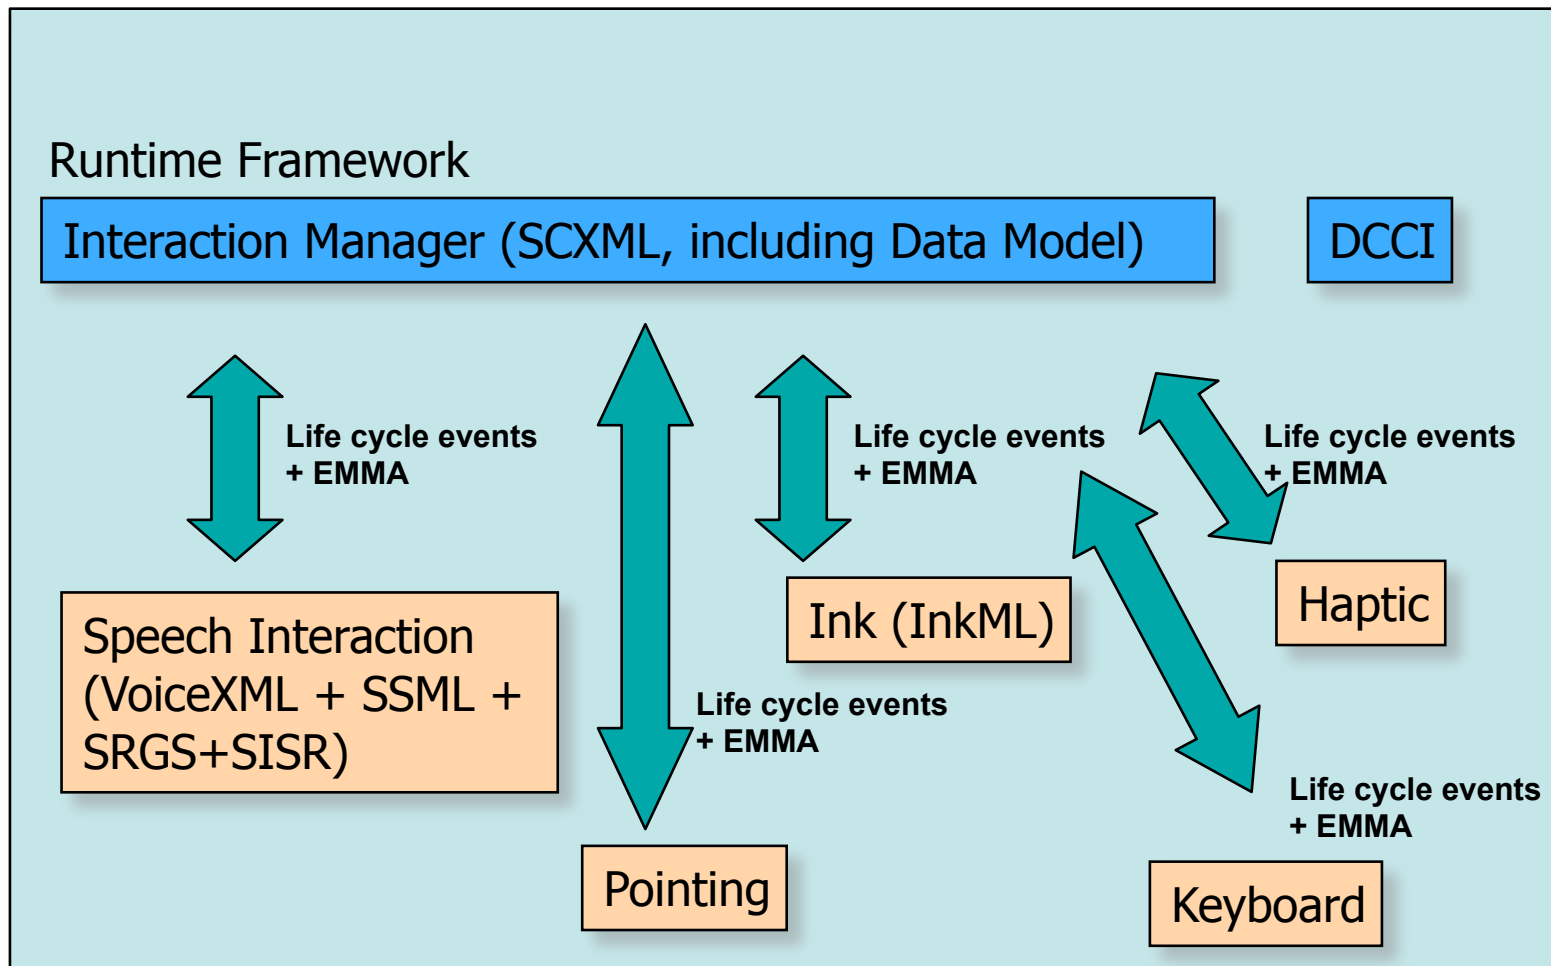 Runtime Framework
Interaction Manager (SCXML, including Data Model)
DCCI
Life cycle events
+ EMMA
Life cycle events
+ EMMA
Life cycle events
+ EMMA
Speech Interaction
(VoiceXML + SSML +
SRGS+SISR)
Ink (InkML)
Haptic
Life cycle events
+ EMMA
Life cycle events
+ EMMA
Pointing
Keyboard